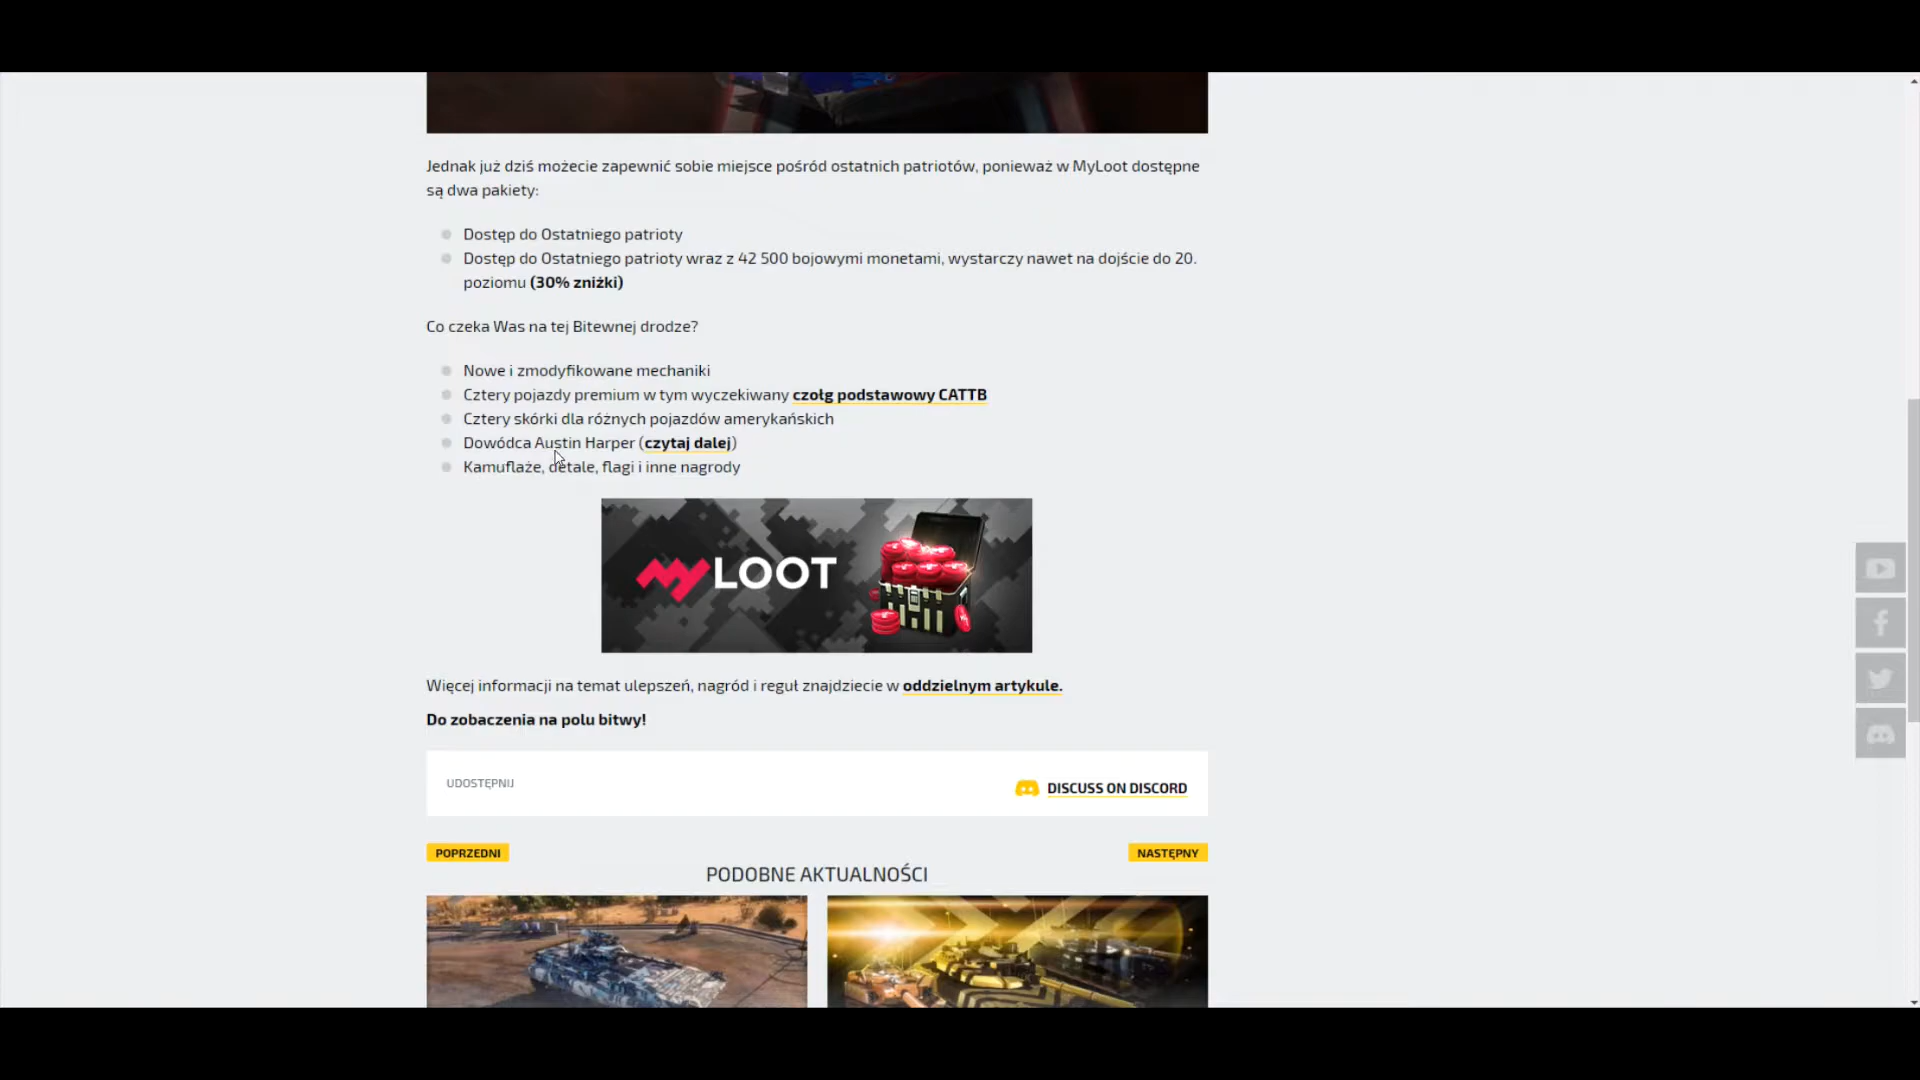 Jednak już dziś możecie zapewnić sobie miejsce pośród ostatnich patriotów, ponieważ w MyLoot dostępne
są dwa pakiety:
Dostęp do Ostatniego patrioty
Dostęp do Ostatniego patrioty wraz z 42 500 bojowymi monetami, wystarczy nawet na dojście do 20.
poziomu (30% zniżki)
Co czeka Was na tej Bitewnej drodze?
Nowe i zmodyfikowane mechaniki
Cztery pojazdy premium w tym wyczekiwany czołg podstawowy CATTB
Cztery skórki dla różnych pojazdów amerykańskich
Dowódca Austin Harper (czytaj dalej)
Kamuflaże, detale, flagi i inne nagrody
my LOOT
Więcej informacji na temat ulepszeń, nagród i reguł znajdziecie w oddzielnym artykule.
Do zobaczenia na polu bitwy!
UDOSTĘPNIJ
DISCUSS ON DISCORD
POPRZEDNI
NASTĘPNY
PODOBNE AKTUALNOŚCI